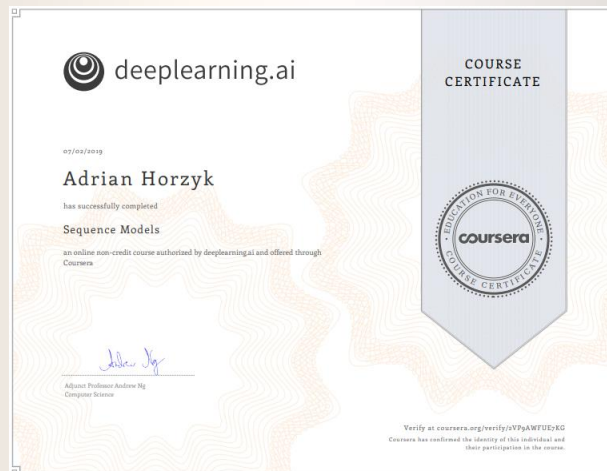 deeplearning.ai
COURSE
CERTIFICATE
07/02/2019
Adrian Horzyk
has successfully completed
Sequence Models
an online non-credit course authorized by deeplearning.ai and offered through
Coursera
EDUCATION FOR EVERYONE
coursera
COURSE CERTIFICATE
Adjunct Professor Andrew Ng
Computer Science
Verify at coursera.org/verify/2VP9AWFUE7KG
Coursera has confirmed the identity of this individual and
their participation in the course.